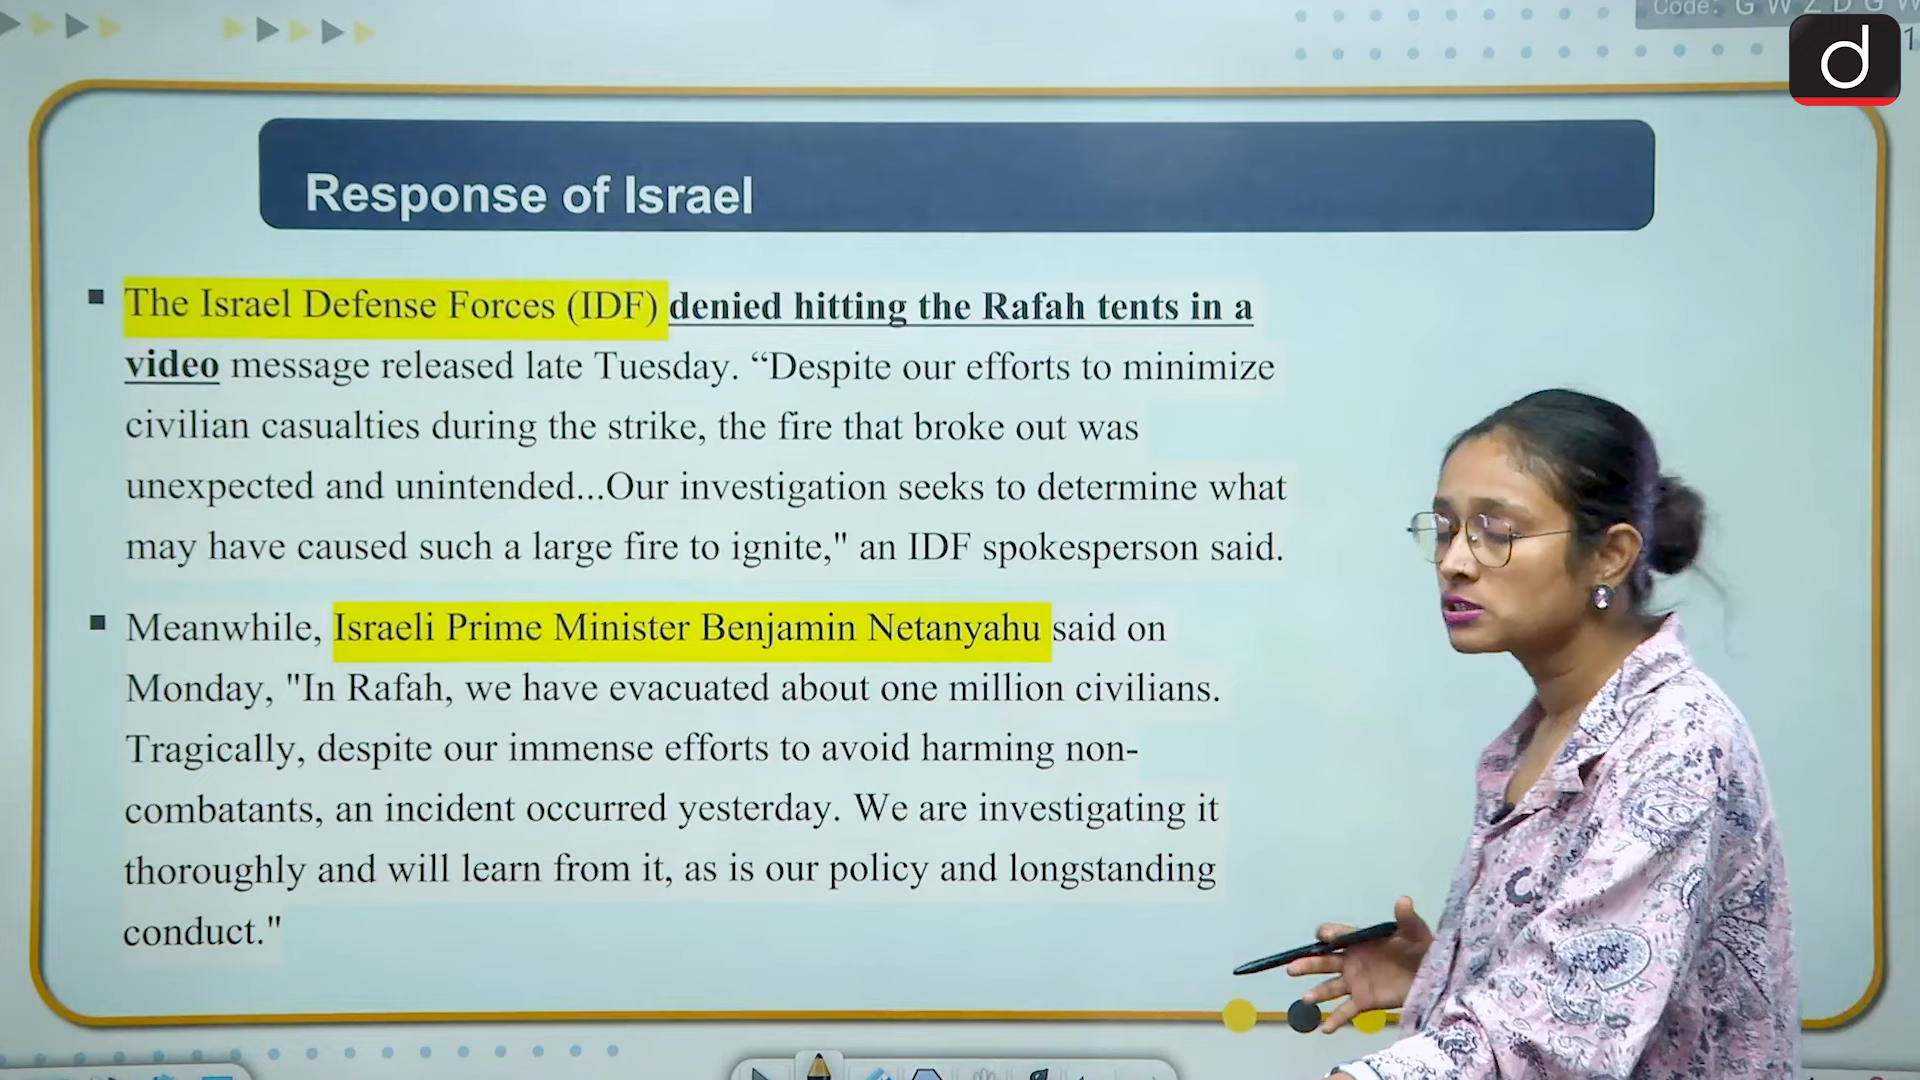 Code: G W Z D G W
d
1
Response of Israel
▪ The Israel Defense Forces (IDF) denied hitting the Rafah tents in a
video message released late Tuesday. “Despite our efforts to minimize
civilian casualties during the strike, the fire that broke out was
unexpected and unintended...Our investigation seeks to determine what
may have caused such a large fire to ignite," an IDF spokesperson said.
▪ Meanwhile, Israeli Prime Minister Benjamin Netanyahu said on
Monday, "In Rafah, we have evacuated about one million civilians.
Tragically, despite our immense efforts to avoid harming non-
combatants, an incident occurred yesterday. We are investigating it
thoroughly and will learn from it, as is our policy and longstanding
conduct."